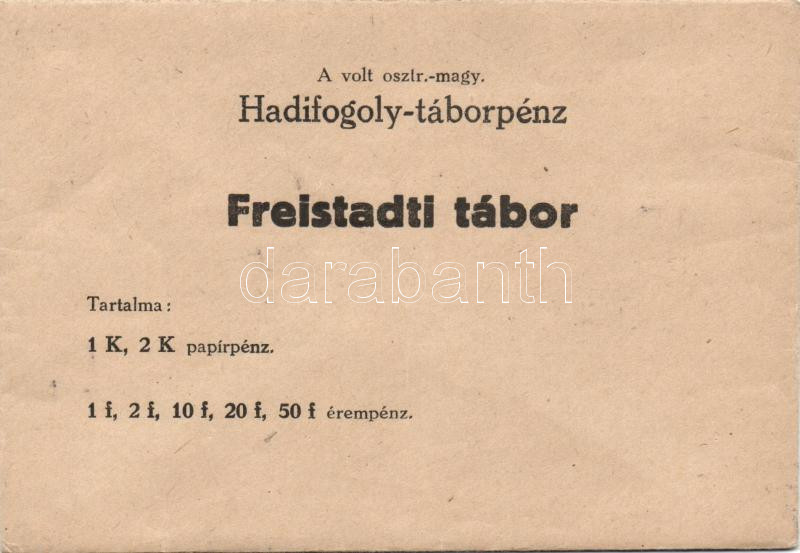 A volt osztr.-magy.
Hadifogoly-táborpénz
Freistadti tábor
darabanth
Tartalma:
1 K, 2 K papírpénz.
1 f, 2 f, 10 f, 20 f, 50 f érempénz.